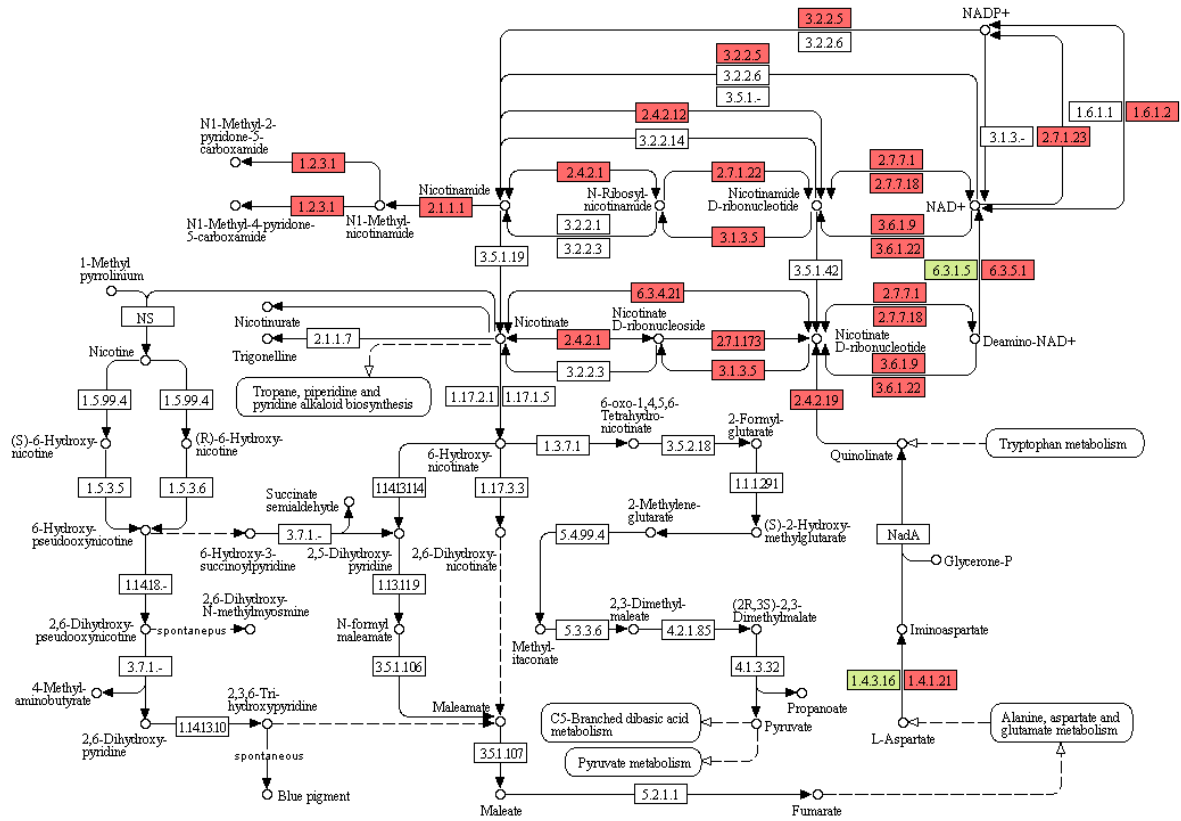 NADP+
3.2.2.5
3.2.2.6
3.2.2.5
3.2.2.6
3.5.1.-
1.6.1.1
1.6.1.2
2.4.2.12
3.2.2.14
3.1.3.-
2.7.1.23
N1-Methyl-2-
pyridone-5-
carboxamide
1.2.3.1
2.4.2.1
2.7.1.22
2.7.7.1
2.7.7.18
Nicotinamide
N-Ribosyl-
nicotinamide
Nicotinamide
D-ribonucleotide
NAD+
1.2.3.1
2.1.1.1
N1-Methyl-4-pyridone-
5-carboxamide
N1-Methyl-
nicotinamide
3.2.2.1
3.2.2.3
3.1.3.5
3.6.1.9
3.6.1.22
3.5.1.19
3.5.1.42
6.3.1.5
6.3.5.1
1-Methyl
pyrrolinium
NS
6.3.4.21
2.7.7.1
2.7.7.18
Nicotinurate
Nicotinate
Nicotinate
D-ribonucleoside
Nicotinate
D-ribonucleotide
Deamino-NAD+
2.1.1.7
Trigonelline
2.4.2.1
2.7.1.173
Nicotine
3.2.2.3
3.1.3.5
3.6.1.9
3.6.1.22
Tropane, piperidine and
pyridine alkaloid biosynthesis
1.17.2.1
1.17.1.5
2.4.2.19
1.5.99.4
1.5.99.4
(S)-6-Hydroxy-
nicotine
(R)-6-Hydroxy-
nicotine
6-oxo-1,4,5,6-
Tetrahydro-
nicotinate
2-Formyl-
glutarate
6-Hydroxy-
nicotinate
1.3.7.1
3.5.2.18
Quinolinate
Tryptophan metabolism
1.5.3.5
1.5.3.6
1.14.13.114
1.17.3.3
1.1.1.291
Succinate
semialdehyde
2-Methylene-
glutarate
(S)-2-Hydroxy-
methylglutarate
6-Hydroxy-
pseudooxynicotine
3.7.1.-
6-Hydroxy-3-
succinoylpyridine
2,5-Dihydroxy-
pyridine
2,6-Dihydroxy-
nicotinate
5.4.99.4
NadA
Glycerone-P
1.14.18.-
1.13.11.9
2,6-Dihydroxy-
N-methylmyosmine
2,6-Dihydroxy-
pseudooxynicotine
spontanepus
N-formyl
maleamate
2,3-Dimethyl-
maleate
(2R,3S)-2,3-
Dimethylmalate
Methyl-
itaconate
5.3.3.6
4.2.1.85
Iminoaspartate
3.7.1.-
3.5.1.106
4.1.3.32
1.4.3.16
1.4.1.21
4-Methyl-
aminobutyrate
2,3,6-Tri-
hydroxypyridine
Propanoate
1.14.13.10
2,6-Dihydroxy-
pyridine
Maleamate
C5-Branched dibasic acid
metabolism
Pyruvate
L-Aspartate
Alanine, aspartate and
glutamate metabolism
spontaneous
3.5.1.107
Pyruvate metabolism
Blue pigment
Maleate
5.2.1.1
Fumarate